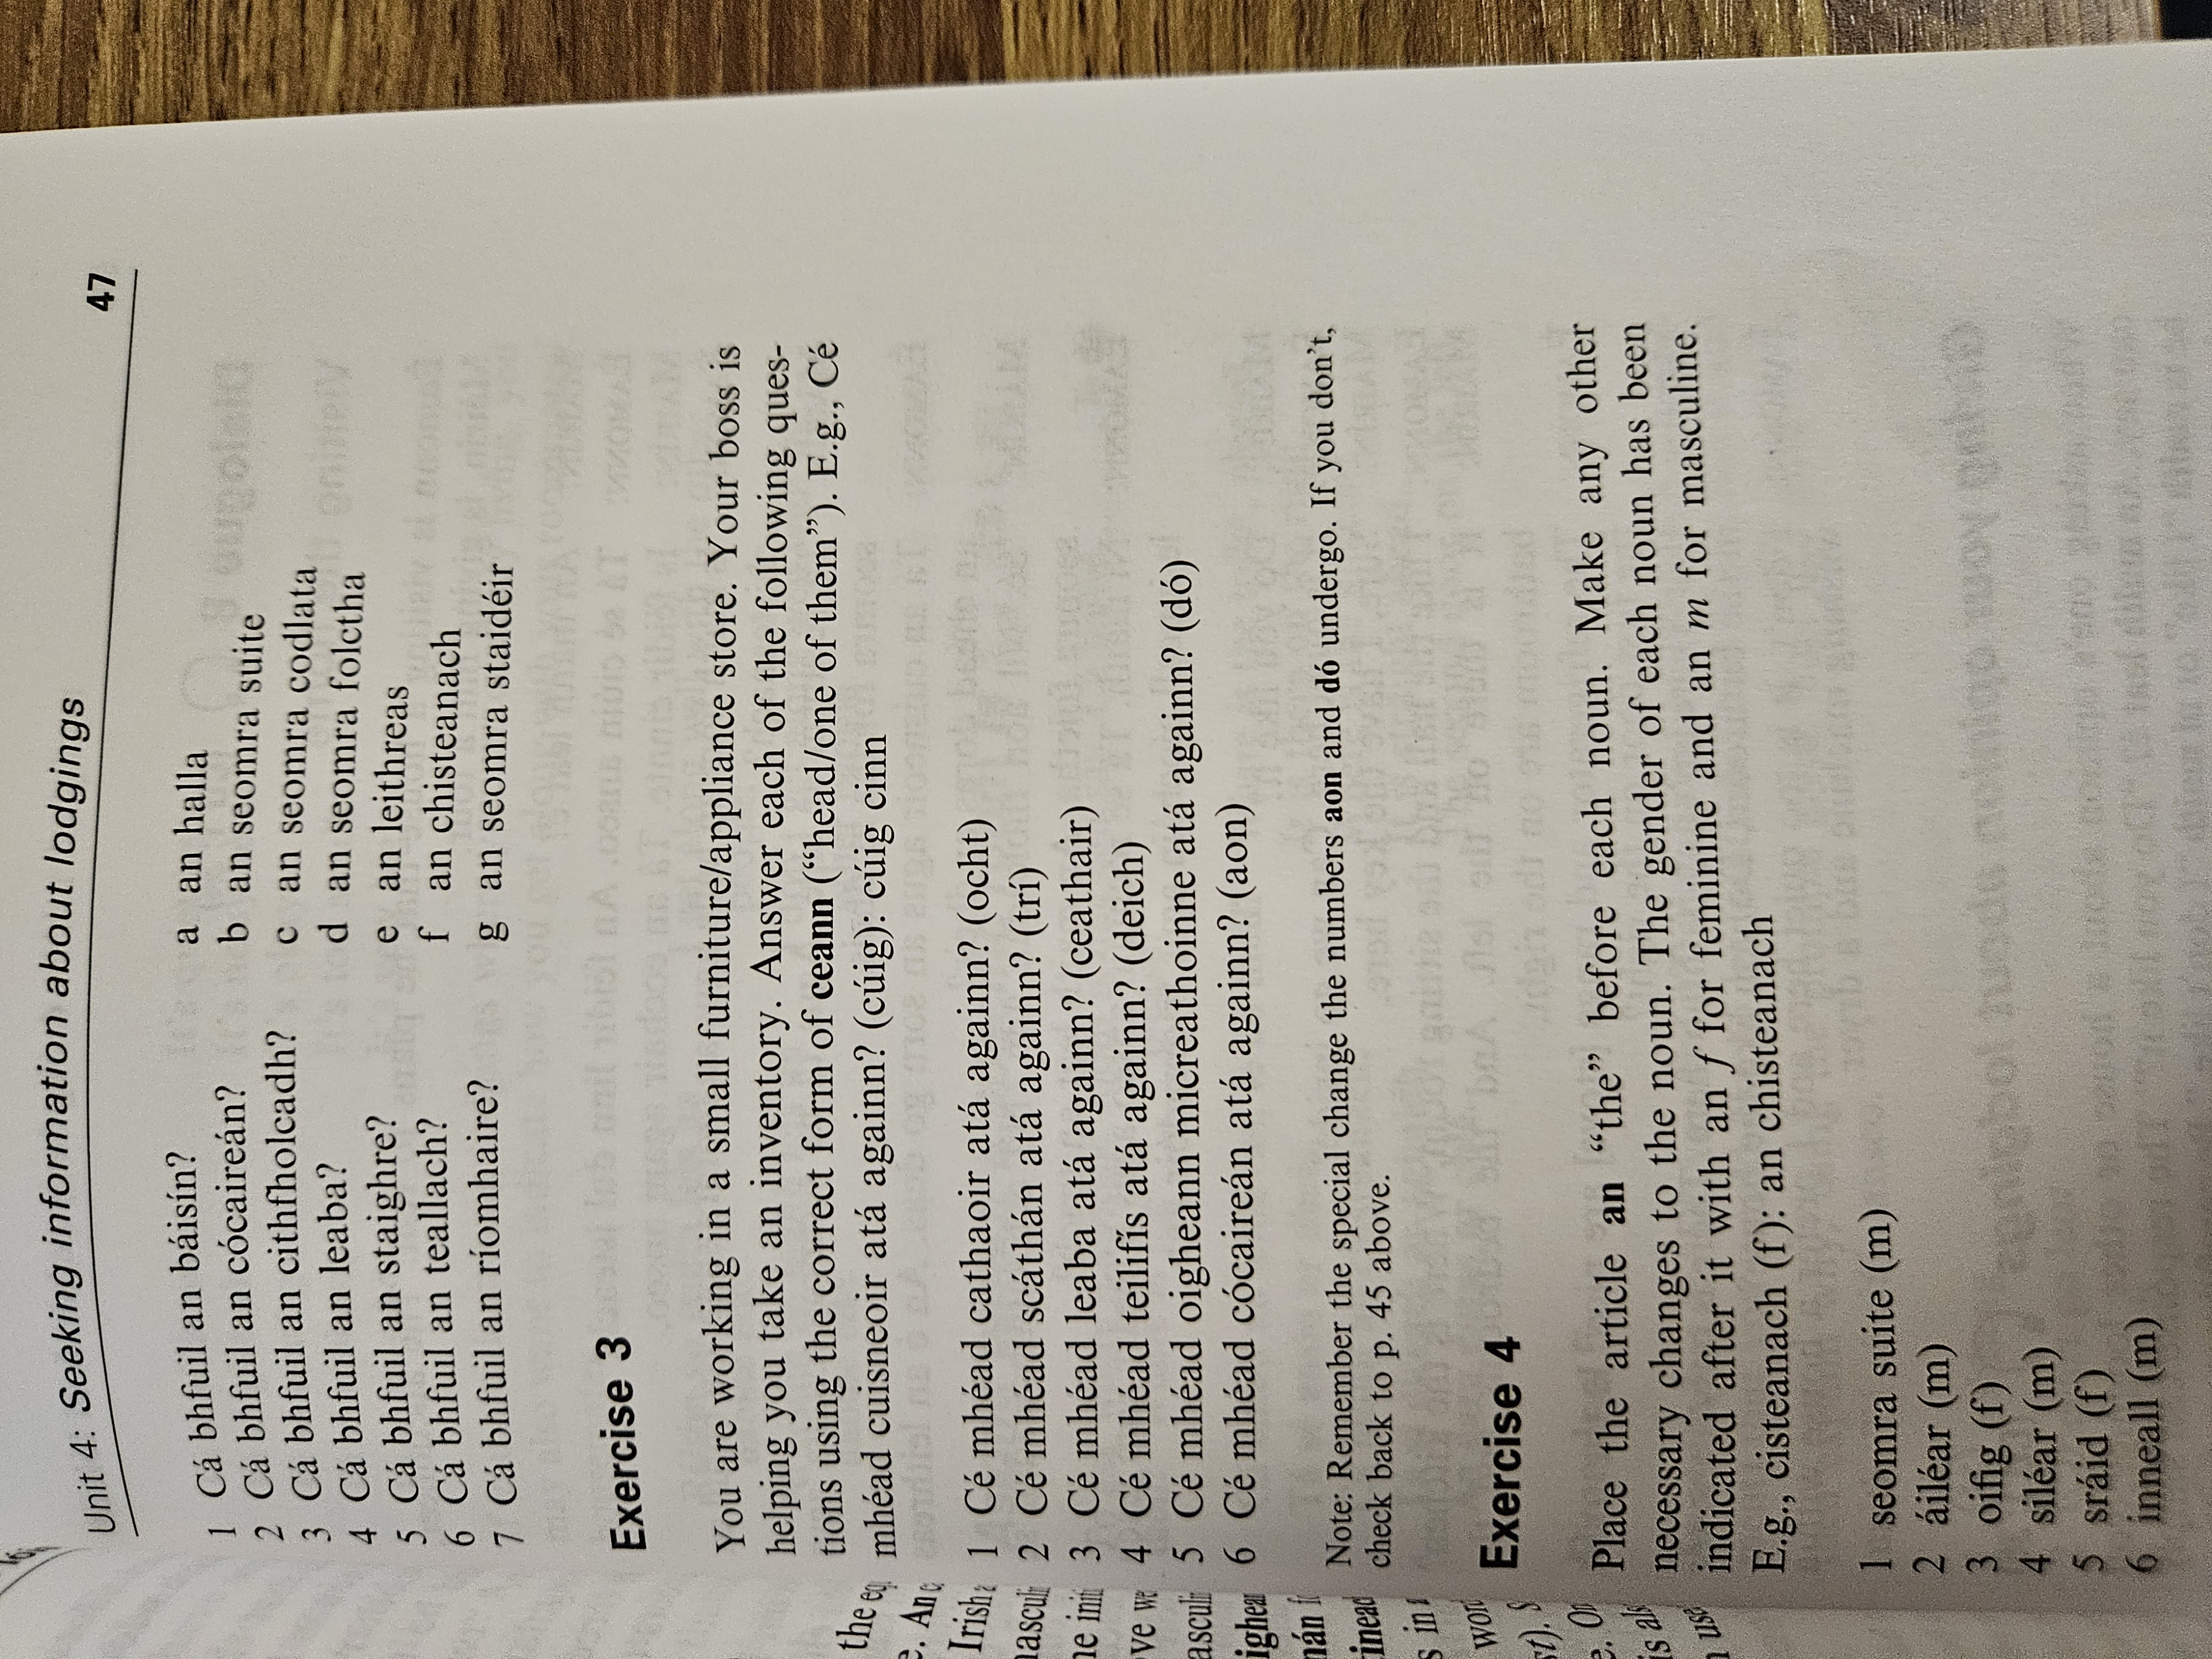 Unit 4: Seeking information about lodgings 47
1 Cá bhfuil an báisín? a an halla
2 Cá bhfuil an cócaireán? b an seomra suite
3 Cá bhfuil an cithfholcadh? c an seomra codlata
4 Cá bhfuil an leaba? d an seomra folctha
5 Cá bhfuil an staighre? e an leithreas
6 Cá bhfuil an teallach? f an chisteanach
7 Cá bhfuil an ríomhaire? g an seomra staidéir
Exercise 3
You are working in a small furniture/appliance store. Your boss is
helping you take an inventory. Answer each of the following ques-
tions using the correct form of ceann (“head/one of them”). E.g., Cé
mhéad cuisneoir atá againn? (cúig): cúig cinn
1 Cé mhéad cathaoir atá againn? (ocht)
2 Cé mhéad scáthán atá againn? (trí)
3 Cé mhéad leaba atá againn? (ceathair)
4 Cé mhéad teilifís atá againn? (deich)
5 Cé mhéad oigheann micreathoinne atá againn? (dó)
6 Cé mhéad cócaireán atá againn? (aon)
Note: Remember the special change the numbers aon and dó undergo. If you don’t,
check back to p. 45 above.
Exercise 4
Place the article an “the” before each noun. Make any other
necessary changes to the noun. The gender of each noun has been
indicated after it with an f for feminine and an m for masculine.
E.g., cisteanach (f): an chisteanach
1 seomra suite (m)
2 áiléar (m)
3 oifig (f)
4 siléar (m)
5 sráid (f)
6 inneall (m)